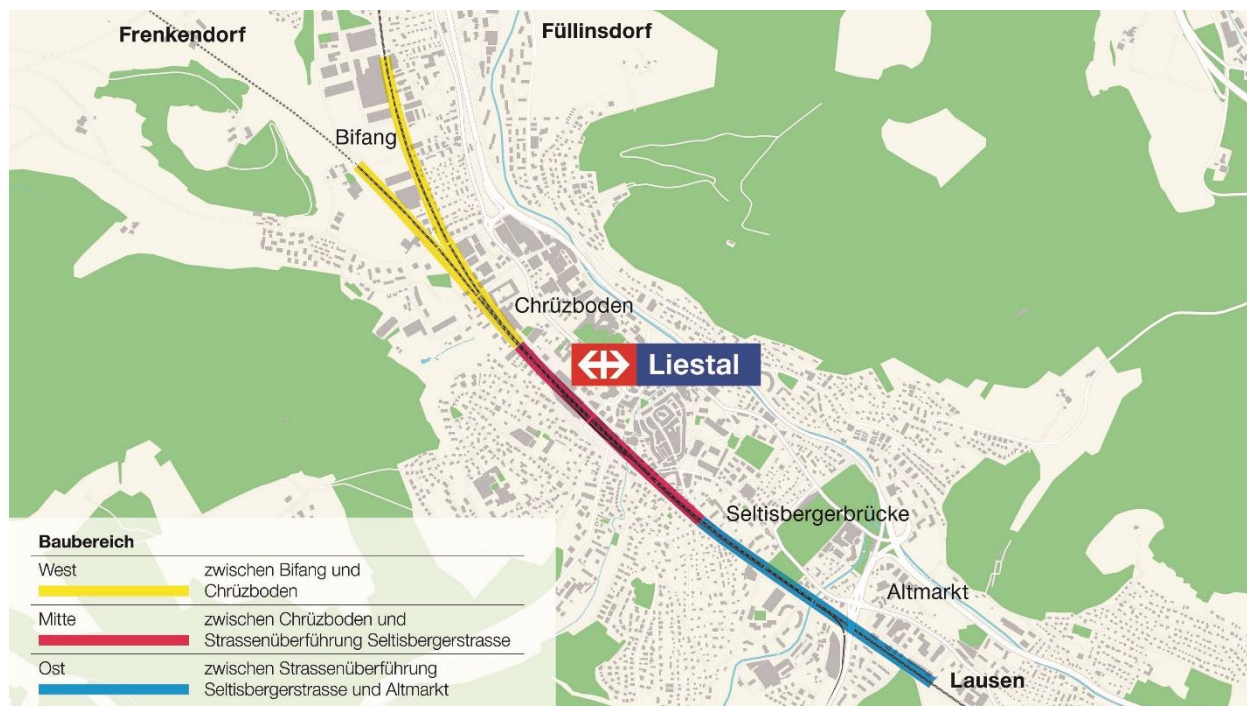 Frenkendorf
Füllinsdorf
Bifang
Chrüzboden
Liestal
Seltisbergerbrücke
Altmarkt
Lausen
Baubereich
West zwischen Bifang und
Chrüzboden
Mitte zwischen Chrüzboden und
Strassenüberführung Seltisbergerstrasse
Ost zwischen Strassenüberführung
Seltisbergerstrasse und Altmarkt